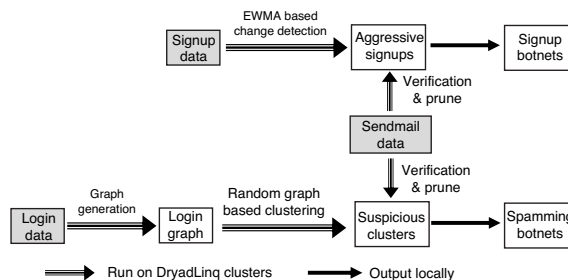 EWMA based
change detection
Signup
data
Aggressive
signups
Signup
botnets
Verification
& prune
Sendmail
data
Verification
& prune
Graph
generation
Random graph
based clustering
Login
data
Login
graph
Suspicious
clusters
Spamming
botnets
Run on DryadLinq clusters
Output locally